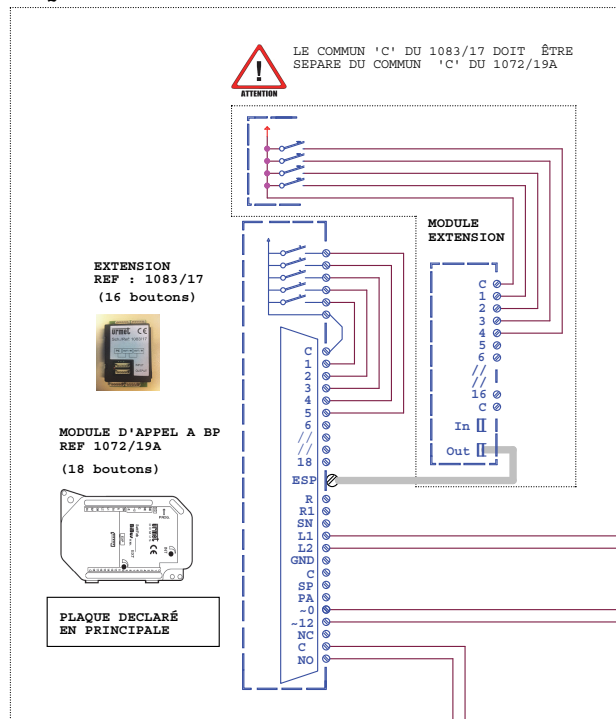 LE COMMUN 'C' DU 1083/17 DOIT ÊTRE
SEPARE DU COMMUN 'C' DU 1072/19A
!
ATTENTION
MODULE
EXTENSION
EXTENSION
REF : 1083/17
(16 boutons)
C
1
2
3
4
5
6
//
//
16
C
In
Out
urmet CE
MODULE D'APPEL A BP
REF 1072/19A
(18 boutons)
C
1
2
3
4
5
6
//
//
18
ESP
R
R1
SN
L1
L2
GND
C
SP
PA
~0
~12
NC
C
NO
PLAQUE DECLARÉ
EN PRINCIPALE